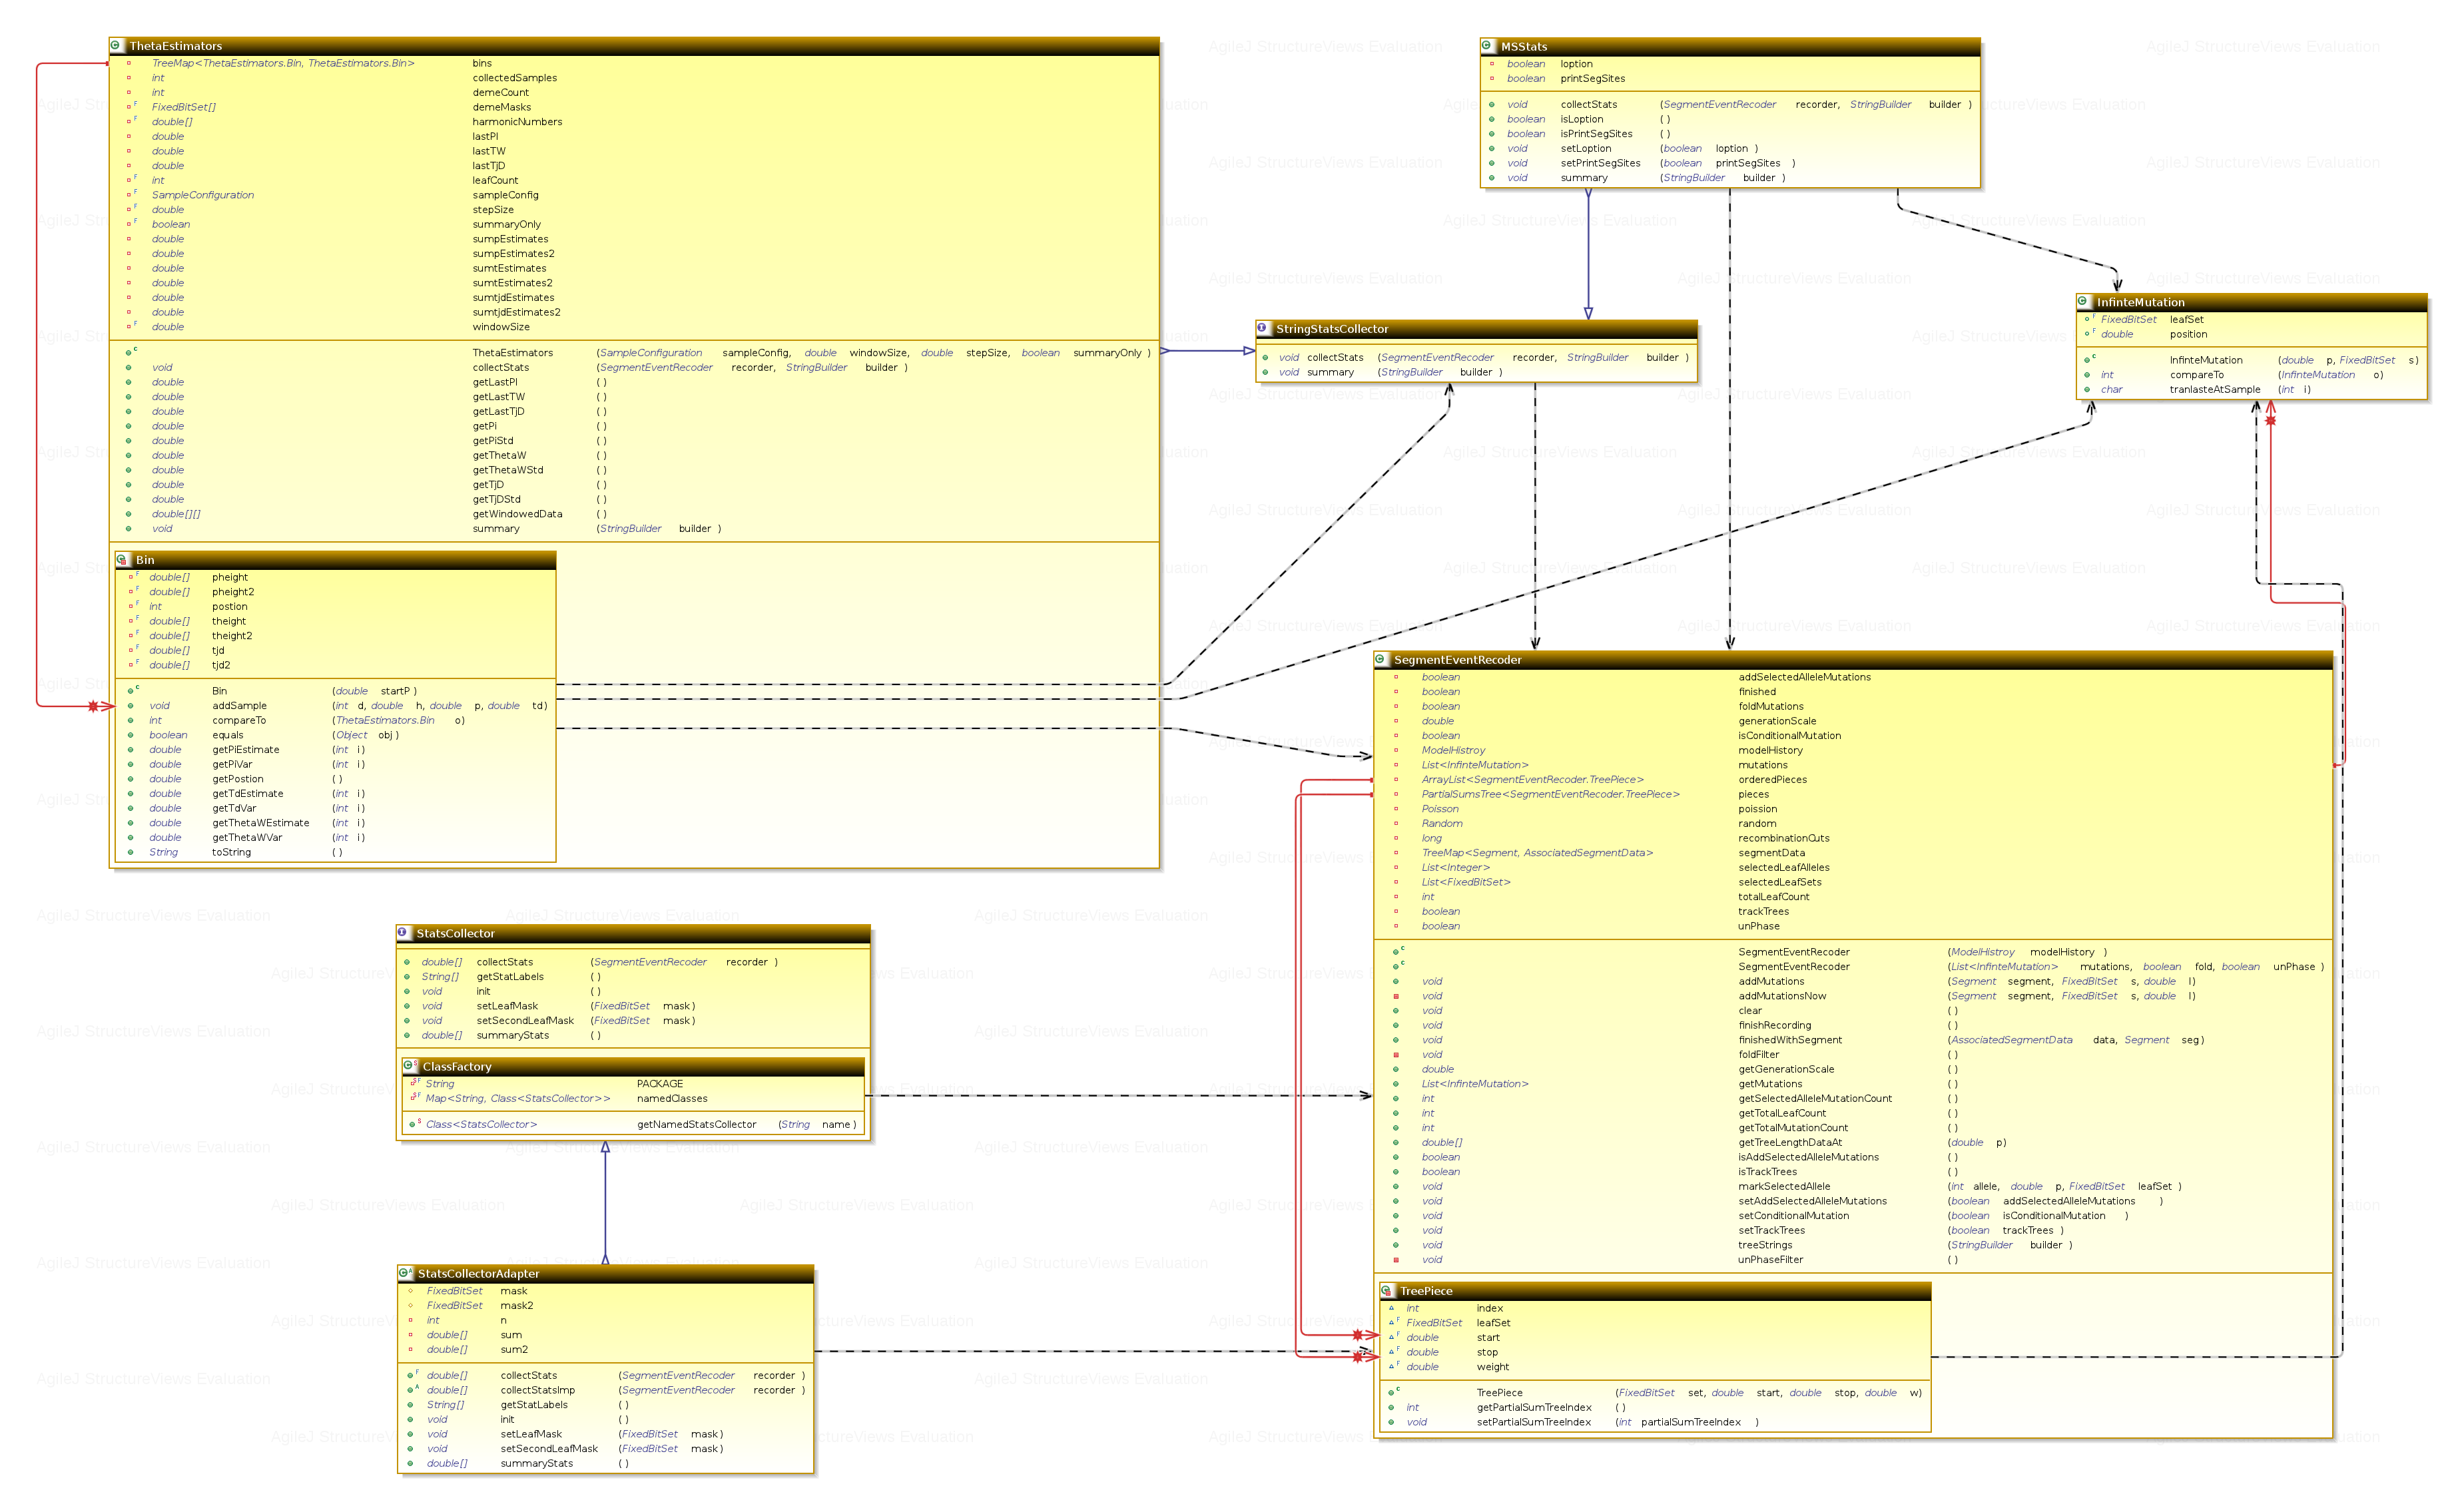 ThetaEstimators
TreeMap<ThetaEstimators.Bin, ThetaEstimators.Bin> bins
int collectedSamples
int demeCount
F FixedBitSet[] demeMasks
F double[] harmonicNumbers
double lastPI
double lastTW
double lastTjD
F int leafCount
F SampleConfiguration sampleConfig
F double stepSize
F boolean summaryOnly
double sumpEstimates
double sumpEstimates2
double sumtEstimates
double sumtEstimates2
double sumtjdEstimates
double sumtjdEstimates2
F double windowSize
C ThetaEstimators (SampleConfiguration sampleConfig, double windowSize, double stepSize, boolean summaryOnly )
void collectStats (SegmentEventRecoder recorder, StringBuilder builder )
double getLastPI ( )
double getLastTW ( )
double getLastTjD ( )
double getPi ( )
double getPiStd ( )
double getThetaW ( )
double getThetaWStd ( )
double getTjD ( )
double getTjDStd ( )
double[][] getWindowedData ( )
void summary (StringBuilder builder )
Bin
F double[] pheight
F double[] pheight2
F int postion
F double[] theight
F double[] theight2
F double[] tjd
F double[] tjd2
C Bin (double startP )
void addSample (int d, double h, double p, double td)
int compareTo (ThetaEstimators.Bin o)
boolean equals (Object obj)
double getPiEstimate (int i)
double getPiVar (int i)
double getPostion ( )
double getTdEstimate (int i)
double getTdVar (int i)
double getThetaWEstimate (int i)
double getThetaWVar (int i)
String toString ( )
MSStats
boolean loption
boolean printSegSites
void collectStats (SegmentEventRecoder recorder, StringBuilder builder )
boolean isLoption ( )
boolean isPrintSegSites ( )
void setLoption (boolean loption )
void setPrintSegSites (boolean printSegSites )
void summary (StringBuilder builder )
StringStatsCollector
void collectStats (SegmentEventRecoder recorder, StringBuilder builder )
void summary (StringBuilder builder )
InfinteMutation
F FixedBitSet leafSet
F double position
C InfinteMutation (double p, FixedBitSet s)
int compareTo (InfinteMutation o)
char tranlasteAtSample (int i)
SegmentEventRecoder
boolean addSelectedAlleleMutations
boolean finished
boolean foldMutations
double generationScale
boolean isConditionalMutation
ModelHistroy modelHistory
List<InfinteMutation> mutations
ArrayList<SegmentEventRecoder.TreePiece> orderedPieces
PartialSumsTree<SegmentEventRecoder.TreePiece> pieces
Poisson poission
Random random
long recombinationCuts
TreeMap<Segment, AssociatedSegmentData> segmentData
List<Integer> selectedLeafAlleles
List<FixedBitSet> selectedLeafSets
int totalLeafCount
boolean trackTrees
boolean unPhase
C SegmentEventRecoder (ModelHistroy modelHistory )
C SegmentEventRecoder (List<InfinteMutation> mutations, boolean fold, boolean unPhase )
void addMutations (Segment segment, FixedBitSet s, double l)
void addMutationsNow (Segment segment, FixedBitSet s, double l)
void clear ( )
void finishRecording ( )
void finishedWithSegment (AssociatedSegmentData data, Segment seg)
void foldFilter ( )
double getGenerationScale ( )
List<InfinteMutation> getMutations ( )
int getSelectedAlleleMutationCount ( )
int getTotalLeafCount ( )
int getTotalMutationCount ( )
double[] getTreeLengthDataAt (double p)
boolean isAddSelectedAlleleMutations ( )
boolean isTrackTrees ( )
void markSelectedAllele (int allele, double p, FixedBitSet leafSet )
void setAddSelectedAlleleMutations (boolean addSelectedAlleleMutations )
void setConditionalMutation (boolean isConditionalMutation )
void setTrackTrees (boolean trackTrees )
void treeStrings (StringBuilder builder )
void unPhaseFilter ( )
TreePiece
int index
F FixedBitSet leafSet
F double start
F double stop
F double weight
C TreePiece (FixedBitSet set, double start, double stop, double w)
int getPartialSumTreeIndex ( )
void setPartialSumTreeIndex (int partialSumTreeIndex )
StatsCollector
double[] collectStats (SegmentEventRecoder recorder )
String[] getStatLabels ( )
void init ( )
void setLeafMask (FixedBitSet mask)
void setSecondLeafMask (FixedBitSet mask)
double[] summaryStats ( )
ClassFactory
SF String PACKAGE
SF Map<String, Class<StatsCollector>> namedClasses
S Class<StatsCollector> getNamedStatsCollector (String name)
StatsCollectorAdapter
FixedBitSet mask
FixedBitSet mask2
int n
double[] sum
double[] sum2
F double[] collectStats (SegmentEventRecoder recorder )
A double[] collectStatsImp (SegmentEventRecoder recorder )
String[] getStatLabels ( )
void init ( )
void setLeafMask (FixedBitSet mask)
void setSecondLeafMask (FixedBitSet mask)
double[] summaryStats ( )
AgileJ StructureViews Evaluation